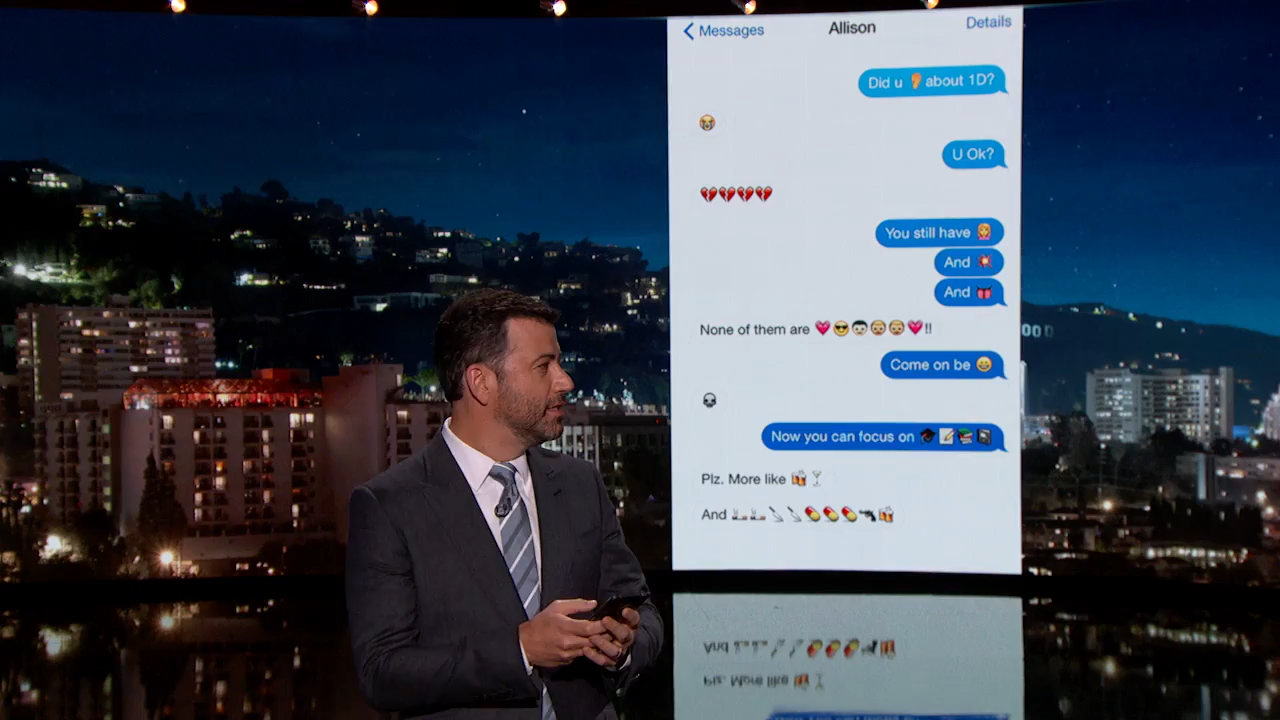 Messages
Allison
Details
Did u 👂 about 1D?
😭
U Ok?
💔💔💔💔
You still have 👸
And 💥
And 👅
None of them are 💗😎👦👱👱💗!!
Come on be 😄
💀
Now you can focus on 🎓📝📚📓
Plz. More like 🍻🍸
And 🚬🚬🔪🔪💊💊💊🔫🍻
OOD